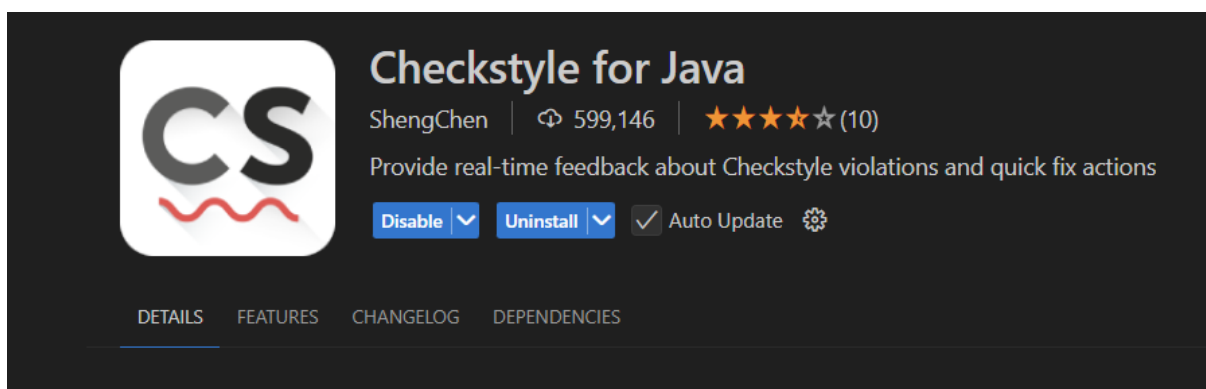 CS
Checkstyle for Java
ShengChen 599,146 (10)
Provide real-time feedback about Checkstyle violations and quick fix actions
Disable Uninstall Auto Update
DETAILS FEATURES CHANGELOG DEPENDENCIES